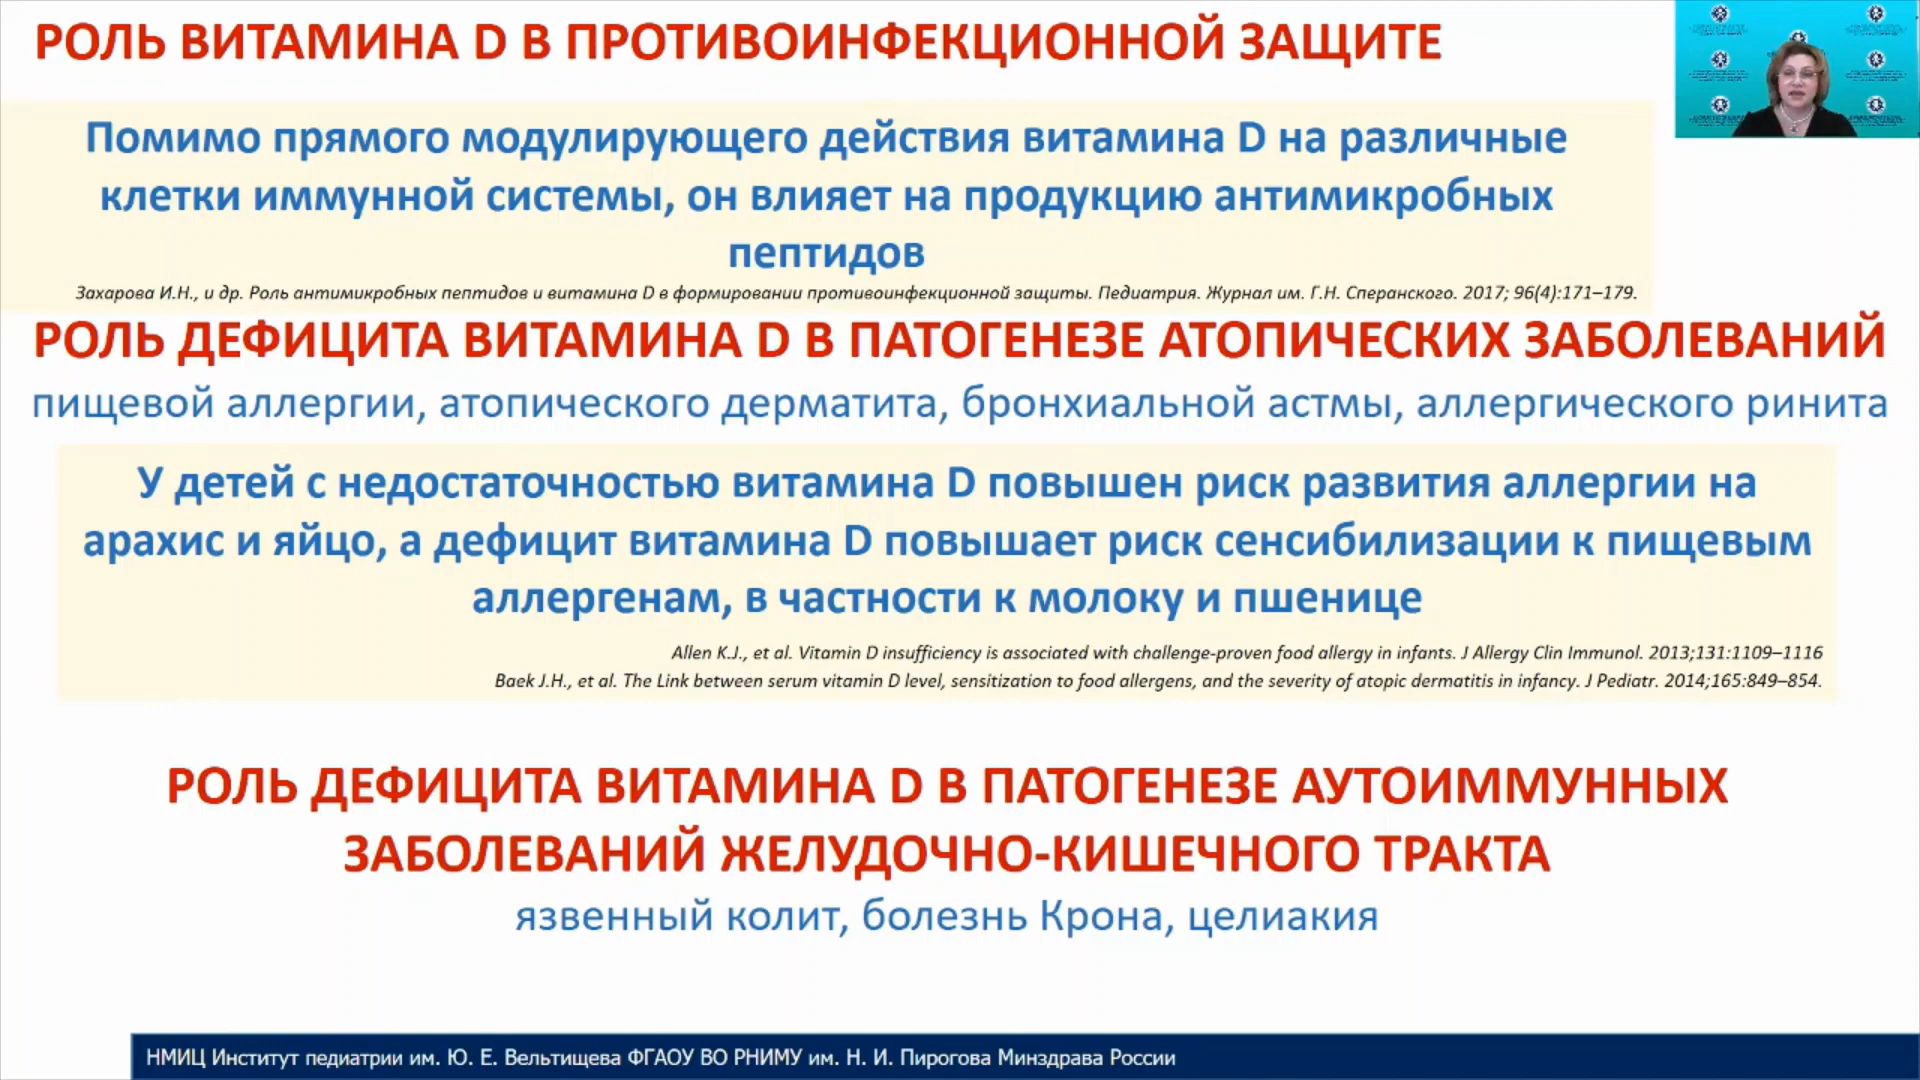 РОЛЬ ВИТАМИНА D В ПРОТИВОИНФЕКЦИОННОЙ ЗАЩИТЕ
Помимо прямого модулирующего действия витамина D на различные
клетки иммунной системы, он влияет на продукцию антимикробных
пептидов
Захарова И.Н., и др. Роль антимикробных пептидов и витамина D в формировании противоинфекционной защиты. Педиатрия. Журнал им. Г.Н. Сперанского. 2017; 96(4):171–179.
РОЛЬ ДЕФИЦИТА ВИТАМИНА D В ПАТОГЕНЕЗЕ АТОПИЧЕСКИХ ЗАБОЛЕВАНИЙ
пищевой аллергии, атопического дерматита, бронхиальной астмы, аллергического ринита
У детей с недостаточностью витамина D повышен риск развития аллергии на
арахис и яйцо, а дефицит витамина D повышает риск сенсибилизации к пищевым
аллергенам, в частности к молоку и пшенице
Allen K.J., et al. Vitamin D insufficiency is associated with challenge-proven food allergy in infants. J Allergy Clin Immunol. 2013;131:1109–1116
Baek J.H., et al. The Link between serum vitamin D level, sensitization to food allergens, and the severity of atopic dermatitis in infancy. J Pediatr. 2014;165:849–854.
РОЛЬ ДЕФИЦИТА ВИТАМИНА D В ПАТОГЕНЕЗЕ АУТОИММУННЫХ
ЗАБОЛЕВАНИЙ ЖЕЛУДОЧНО-КИШЕЧНОГО ТРАКТА
язвенный колит, болезнь Крона, целиакия
НМИЦ Институт педиатрии им. Ю. Е. Вельтищева ФГАОУ ВО РНИМУ им. Н. И. Пирогова Минздрава России